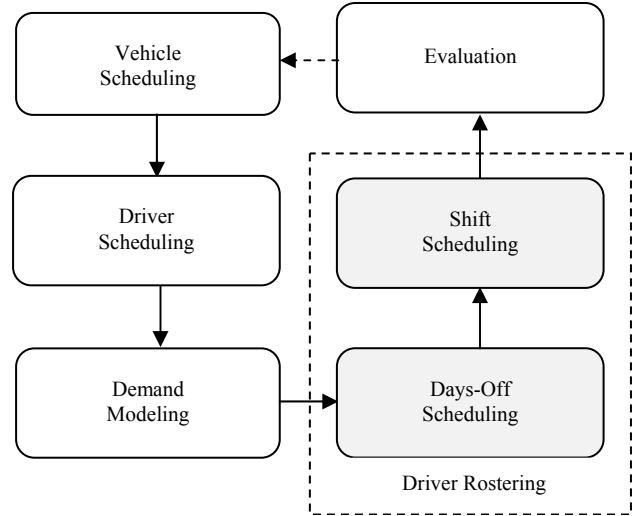 Vehicle
Scheduling
Evaluation
Driver
Scheduling
Shift
Scheduling
Demand
Modeling
Days-Off
Scheduling
Driver Rostering